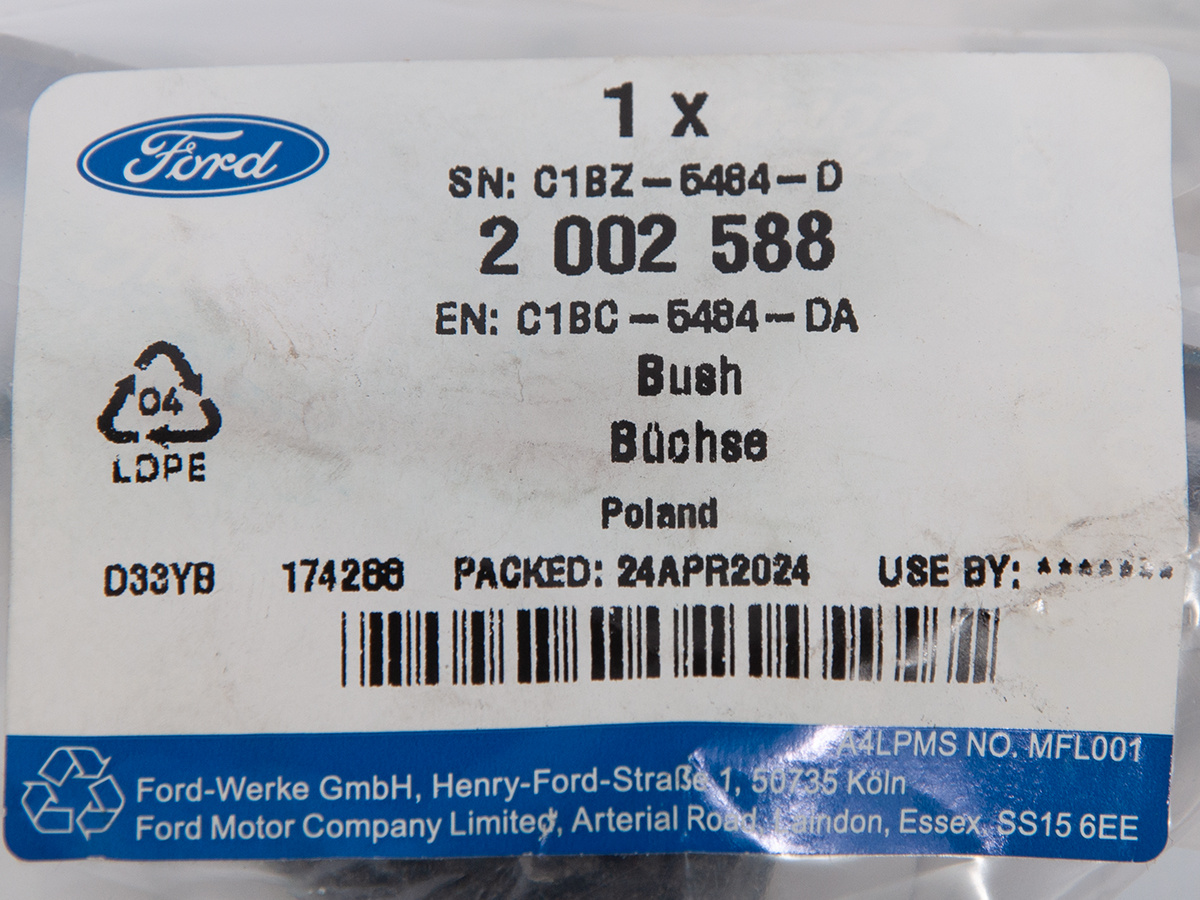 Ford
1 x
SN: C1BZ-5484-D
2 002 588
EN: C1BC-5484-DA
Bush
Büchse
04
LDPE
Poland
D33YB 174286 PACKED: 24APR2024 USE BY: *******
A4LPMS NO. MFL001
Ford-Werke GmbH, Henry-Ford-Straße 1, 50735 Köln
Ford Motor Company Limited, Arterial Road, Laindon, Essex, SS15 6EE